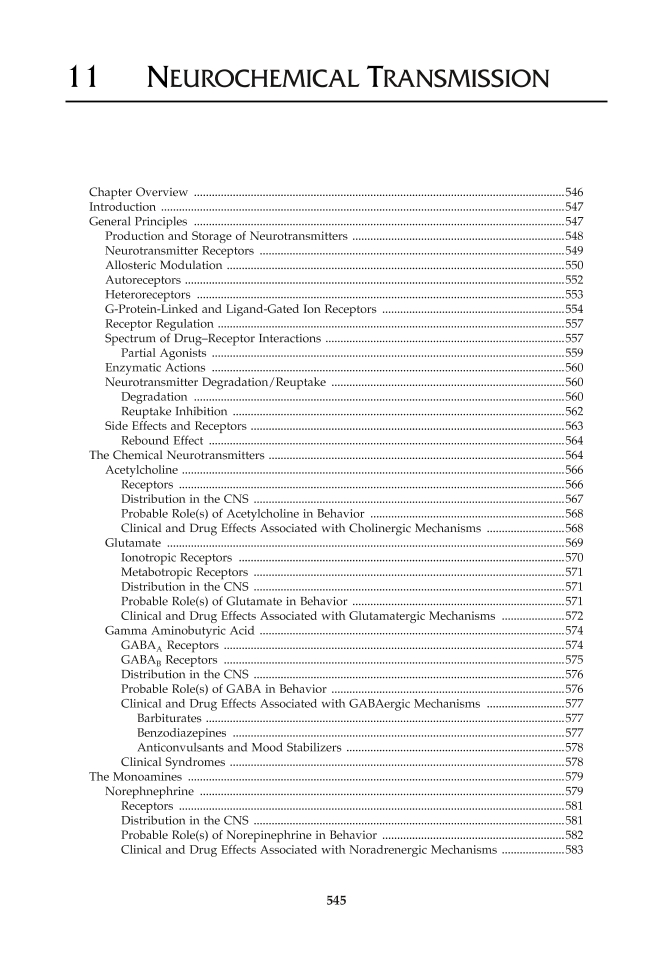 11 NEUROCHEMICAL TRANSMISSION
Chapter Overview ........ 546
Introduction ........ 547
General Principles ........ 547
Production and Storage of Neurotransmitters ........ 548
Neurotransmitter Receptors ........ 549
Allosteric Modulation ........ 550
Autoreceptors ........ 552
Heteroreceptors ........ 553
G-Protein-Linked and Ligand-Gated Ion Receptors ........ 554
Receptor Regulation ........ 557
Spectrum of Drug–Receptor Interactions ........ 557
Partial Agonists ........ 559
Enzymatic Actions ........ 560
Neurotransmitter Degradation/Reuptake ........ 560
Degradation ........ 560
Reuptake Inhibition ........ 562
Side Effects and Receptors ........ 563
Rebound Effect ........ 564
The Chemical Neurotransmitters ........ 564
Acetylcholine ........ 566
Receptors ........ 566
Distribution in the CNS ........ 567
Probable Role(s) of Acetylcholine in Behavior ........ 568
Clinical and Drug Effects Associated with Cholinergic Mechanisms ........ 568
Glutamate ........ 569
Ionotropic Receptors ........ 570
Metabotropic Receptors ........ 571
Distribution in the CNS ........ 571
Probable Role(s) of Glutamate in Behavior ........ 571
Clinical and Drug Effects Associated with Glutamatergic Mechanisms ........ 572
Gamma Aminobutyric Acid ........ 574
GABA_A Receptors ........ 574
GABA_B Receptors ........ 575
Distribution in the CNS ........ 576
Probable Role(s) of GABA in Behavior ........ 576
Clinical and Drug Effects Associated with GABAergic Mechanisms ........ 577
Barbiturates ........ 577
Benzodiazepines ........ 577
Anticonvulsants and Mood Stabilizers ........ 578
Clinical Syndromes ........ 578
The Monoamines ........ 579
Norephnephrine ........ 579
Receptors ........ 581
Distribution in the CNS ........ 581
Probable Role(s) of Norepinephrine in Behavior ........ 582
Clinical and Drug Effects Associated with Noradrenergic Mechanisms ........ 583
545